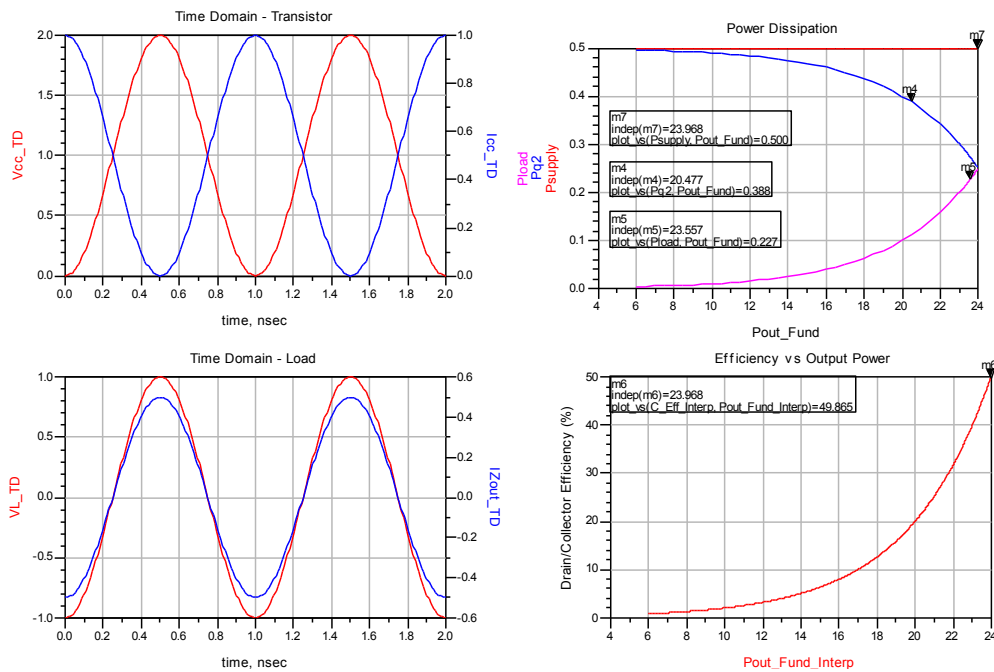 Time Domain - Transistor
2.0
1.5
1.0
0.5
0.0
Vcc_TD
1.0
0.8
0.6
0.4
0.2
0.0
Icc_TD
0.0 0.2 0.4 0.6 0.8 1.0 1.2 1.4 1.6 1.8 2.0
time, nsec
Power Dissipation
0.5
0.4
0.3
0.2
0.1
0.0
Pload
Pq2
Psupply
m7
m4
m5
m7
indep(m7)=23.968
plot_vs(Psupply, Pout_Fund)=0.500
m4
indep(m4)=20.477
plot_vs(Pq2, Pout_Fund)=0.388
m5
indep(m5)=23.557
plot_vs(Pload, Pout_Fund)=0.227
4 6 8 10 12 14 16 18 20 22 24
Pout_Fund
Time Domain - Load
1.0
0.5
0.0
-0.5
-1.0
VL_TD
0.6
0.4
0.2
0.0
-0.2
-0.4
-0.6
IZout_TD
0.0 0.2 0.4 0.6 0.8 1.0 1.2 1.4 1.6 1.8 2.0
time, nsec
Efficiency vs Output Power
50
40
30
20
10
0
Drain/Collector Efficiency (%)
m6
m6
indep(m6)=23.968
plot_vs(C_Eff_Interp, Pout_Fund_Interp)=49.865
4 6 8 10 12 14 16 18 20 22 24
Pout_Fund_Interp